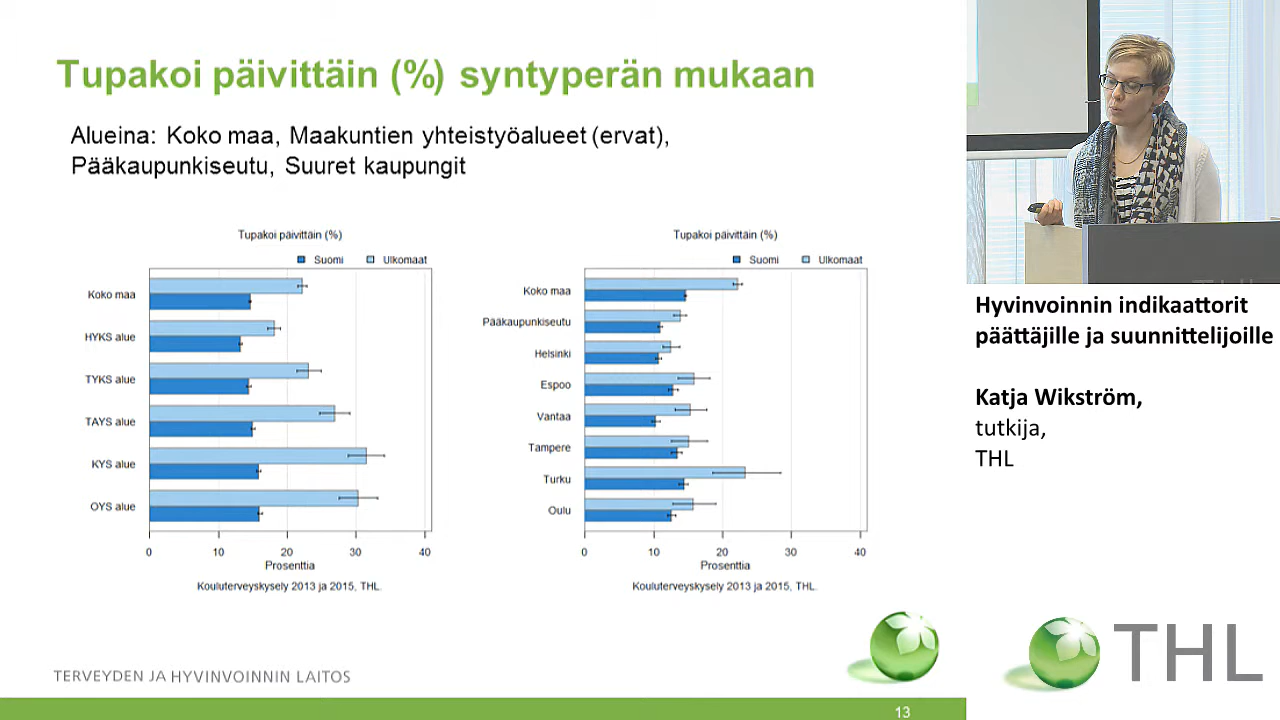 Tupakoi päivittäin (%) syntyperän mukaan
Alueina: Koko maa, Maakuntien yhteistyöalueet (ervat),
Pääkaupunkiseutu, Suuret kaupungit
Tupakoi päivittäin (%)
Suomi Ulkomaat
Koko maa
HYKS alue
TYKS alue
TAYS alue
KYS alue
OYS alue
0 10 20 30 40
Prosenttia
Kouluterveyskysely 2013 ja 2015, THL.
Tupakoi päivittäin (%)
Suomi Ulkomaat
Koko maa
Pääkaupunkiseutu
Helsinki
Espoo
Vantaa
Tampere
Turku
Oulu
0 10 20 30 40
Prosenttia
Kouluterveyskysely 2013 ja 2015, THL.
TERVEYDEN JA HYVINVOINNIN LAITOS
13
Hyvinvoinnin indikaattorit
päättäjille ja suunnittelijoille
Katja Wikström,
tutkija,
THL
THL